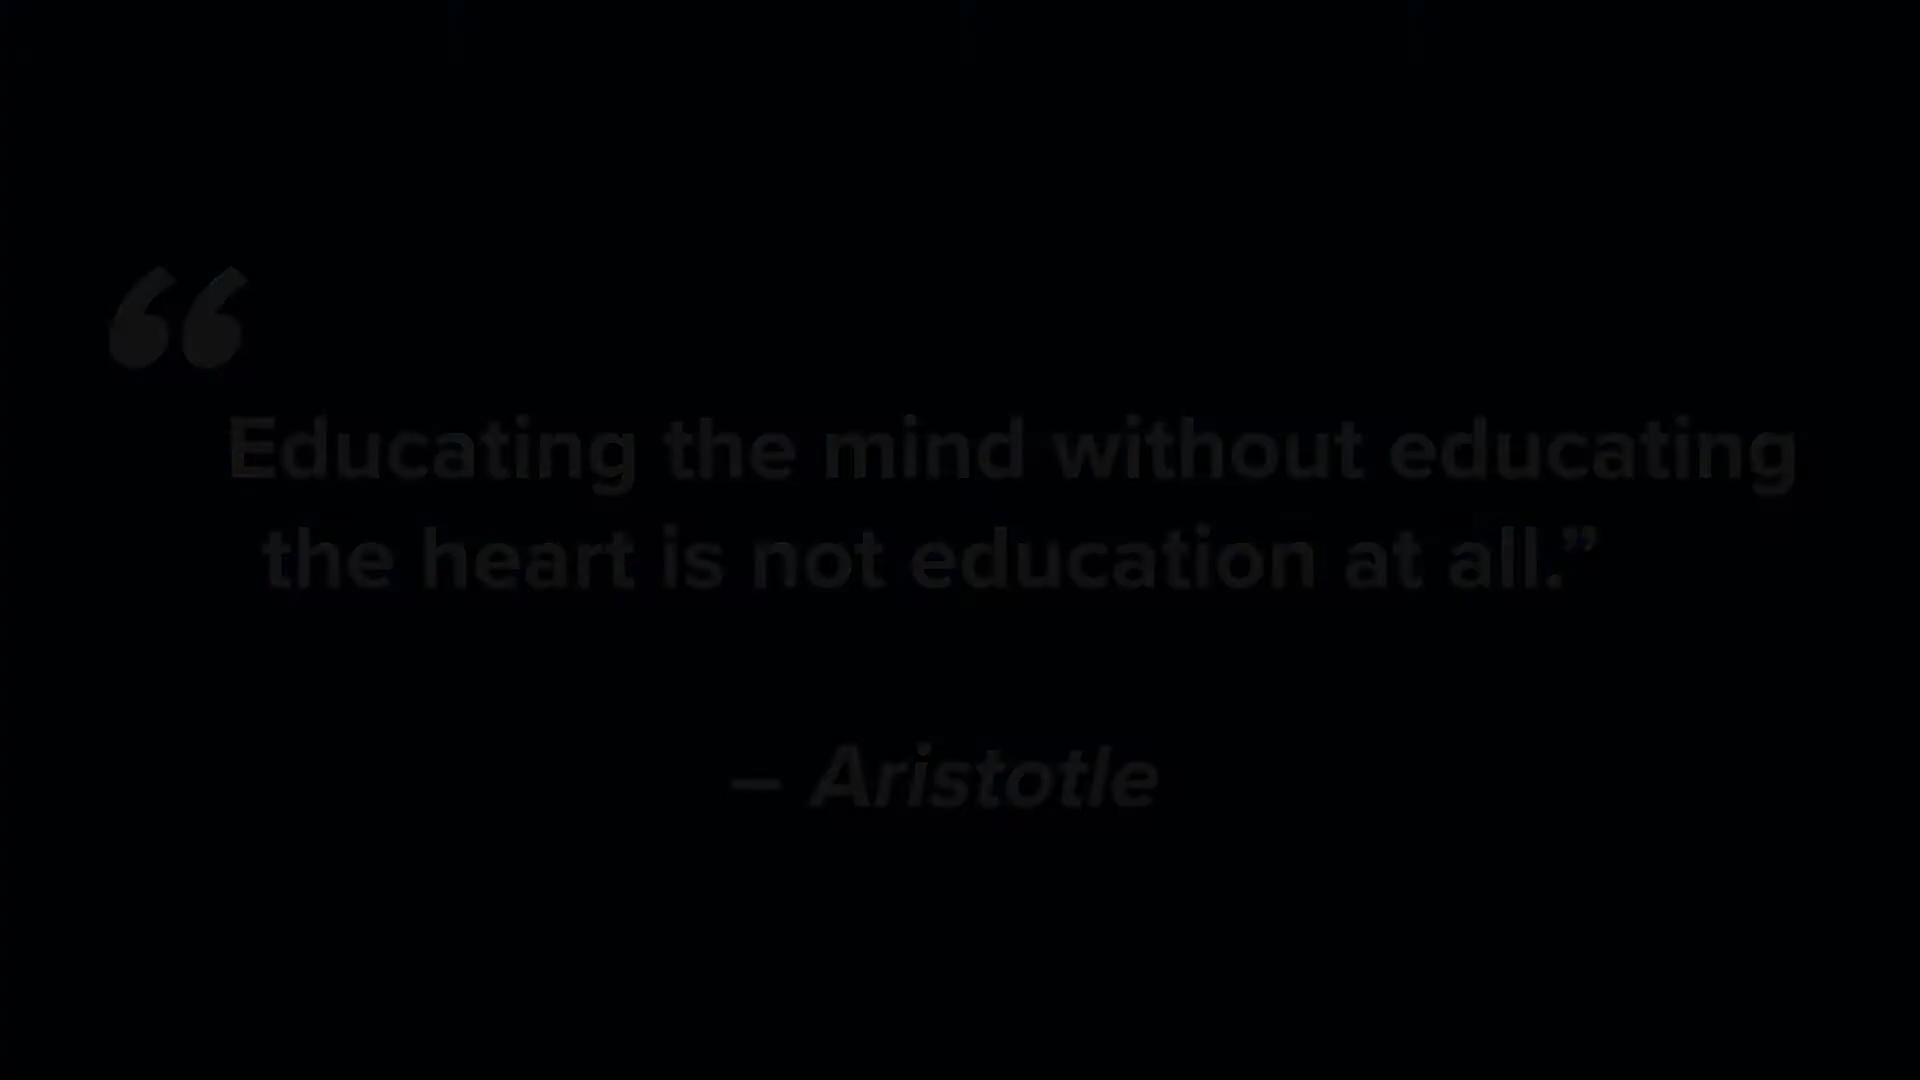 “
Educating the mind without educating
the heart is not education at all.”
– Aristotle